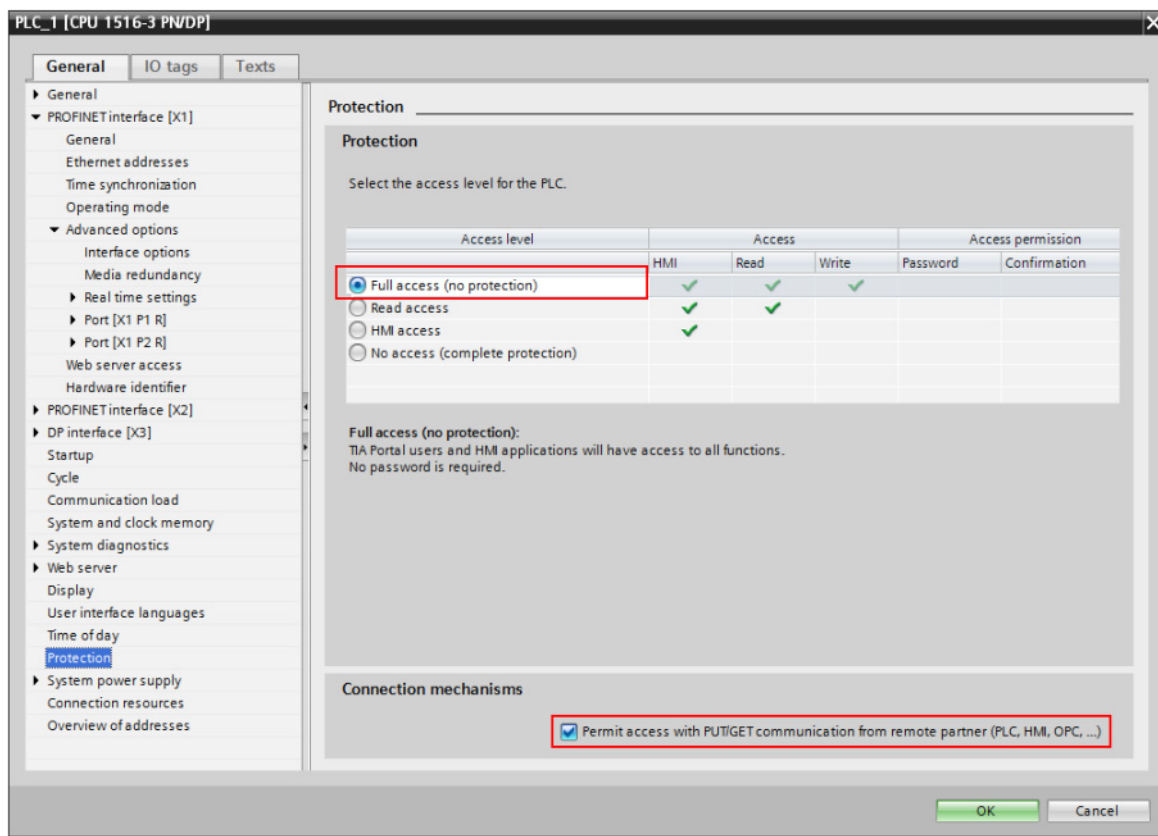 PLC_1 [CPU 1516-3 PN/DP]
General IO tags Texts
General
PROFINET interface [X1]
General
Ethernet addresses
Time synchronization
Operating mode
Advanced options
Interface options
Media redundancy
Real time settings
Port [X1 P1 R]
Port [X1 P2 R]
Web server access
Hardware identifier
PROFINET interface [X2]
DP interface [X3]
Startup
Cycle
Communication load
System and clock memory
System diagnostics
Web server
Display
User interface languages
Time of day
Protection
System power supply
Connection resources
Overview of addresses
Protection
Protection
Select the access level for the PLC.
Access level Access Access permission
HMI Read Write Password Confirmation
Full access (no protection)
Read access
HMI access
No access (complete protection)
Full access (no protection):
TIA Portal users and HMI applications will have access to all functions.
No password is required.
Connection mechanisms
Permit access with PUT/GET communication from remote partner (PLC, HMI, OPC, ...)
OK Cancel